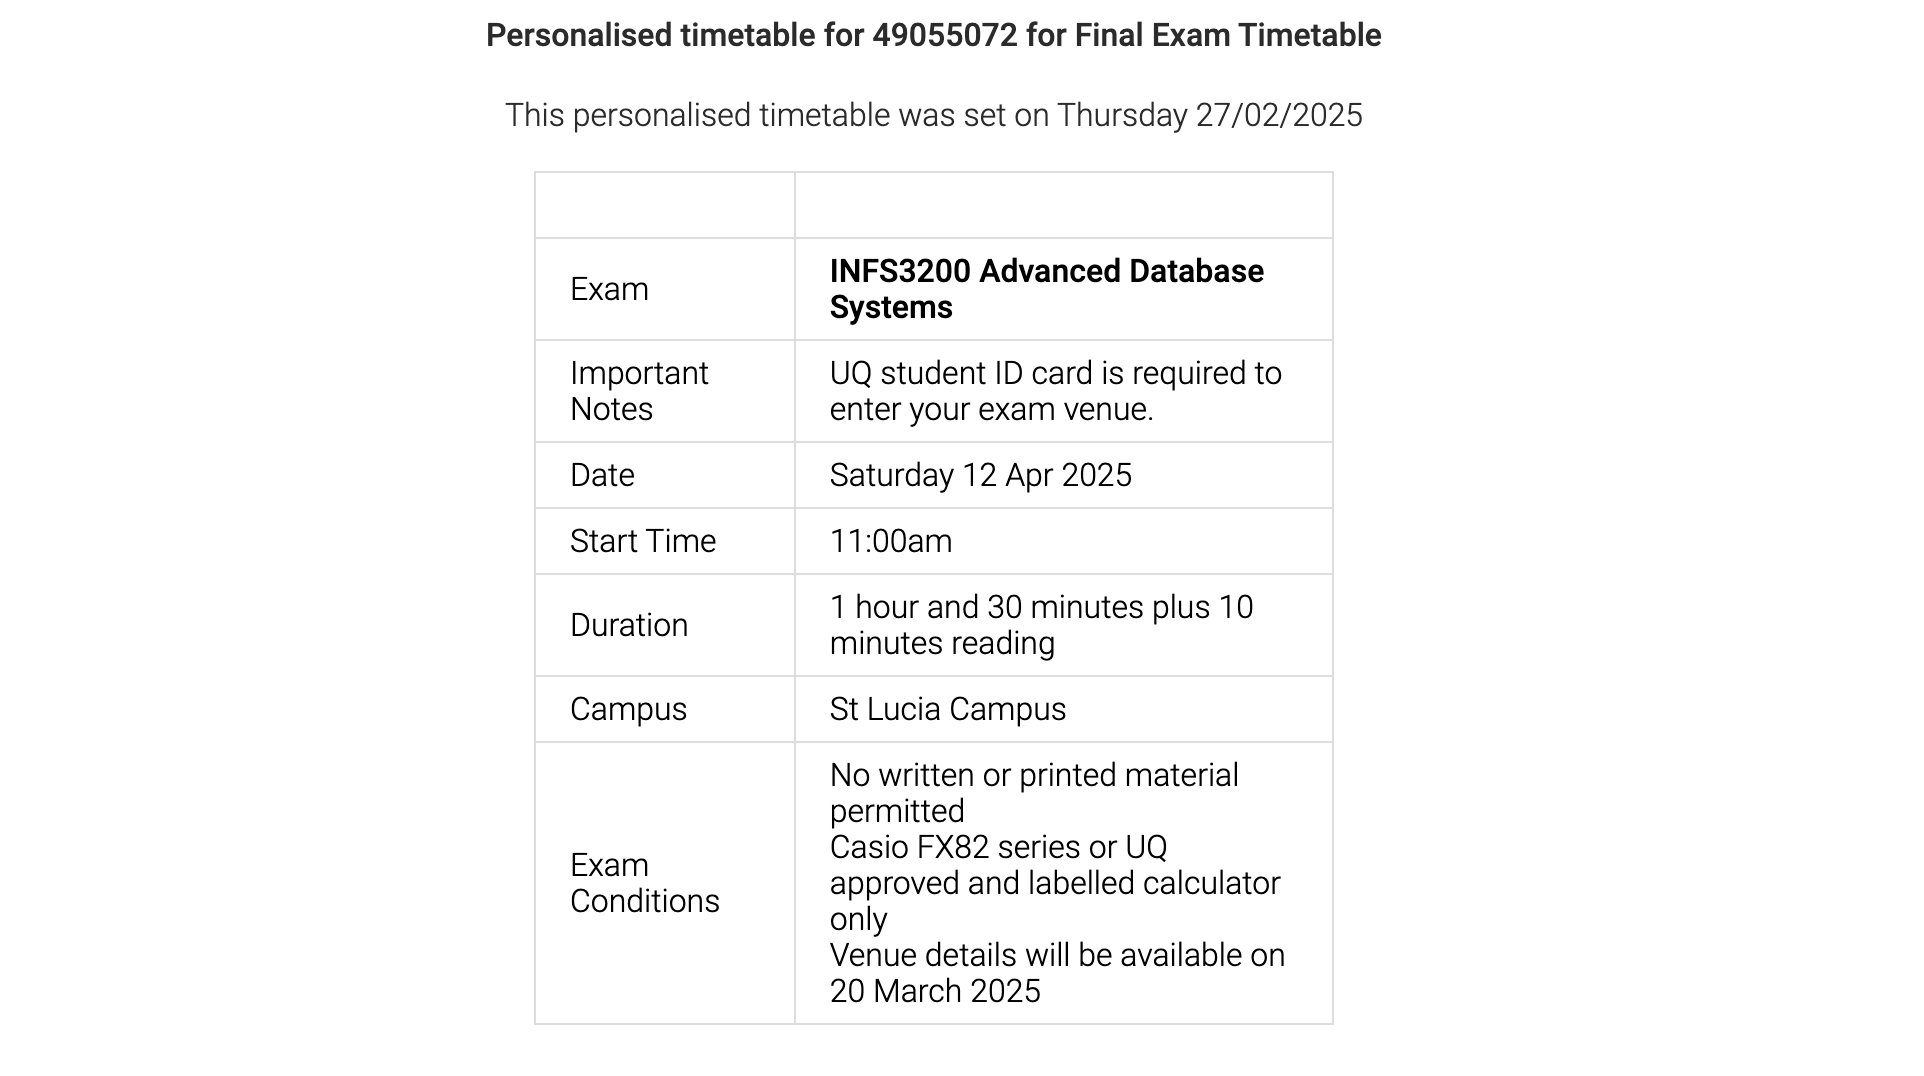 Personalised timetable for 49055072 for Final Exam Timetable
This personalised timetable was set on Thursday 27/02/2025
Exam
INFS3200 Advanced Database
Systems
Important
Notes
UQ student ID card is required to
enter your exam venue.
Date
Saturday 12 Apr 2025
Start Time
11:00am
Duration
1 hour and 30 minutes plus 10
minutes reading
Campus
St Lucia Campus
Exam
Conditions
No written or printed material
permitted
Casio FX82 series or UQ
approved and labelled calculator
only
Venue details will be available on
20 March 2025